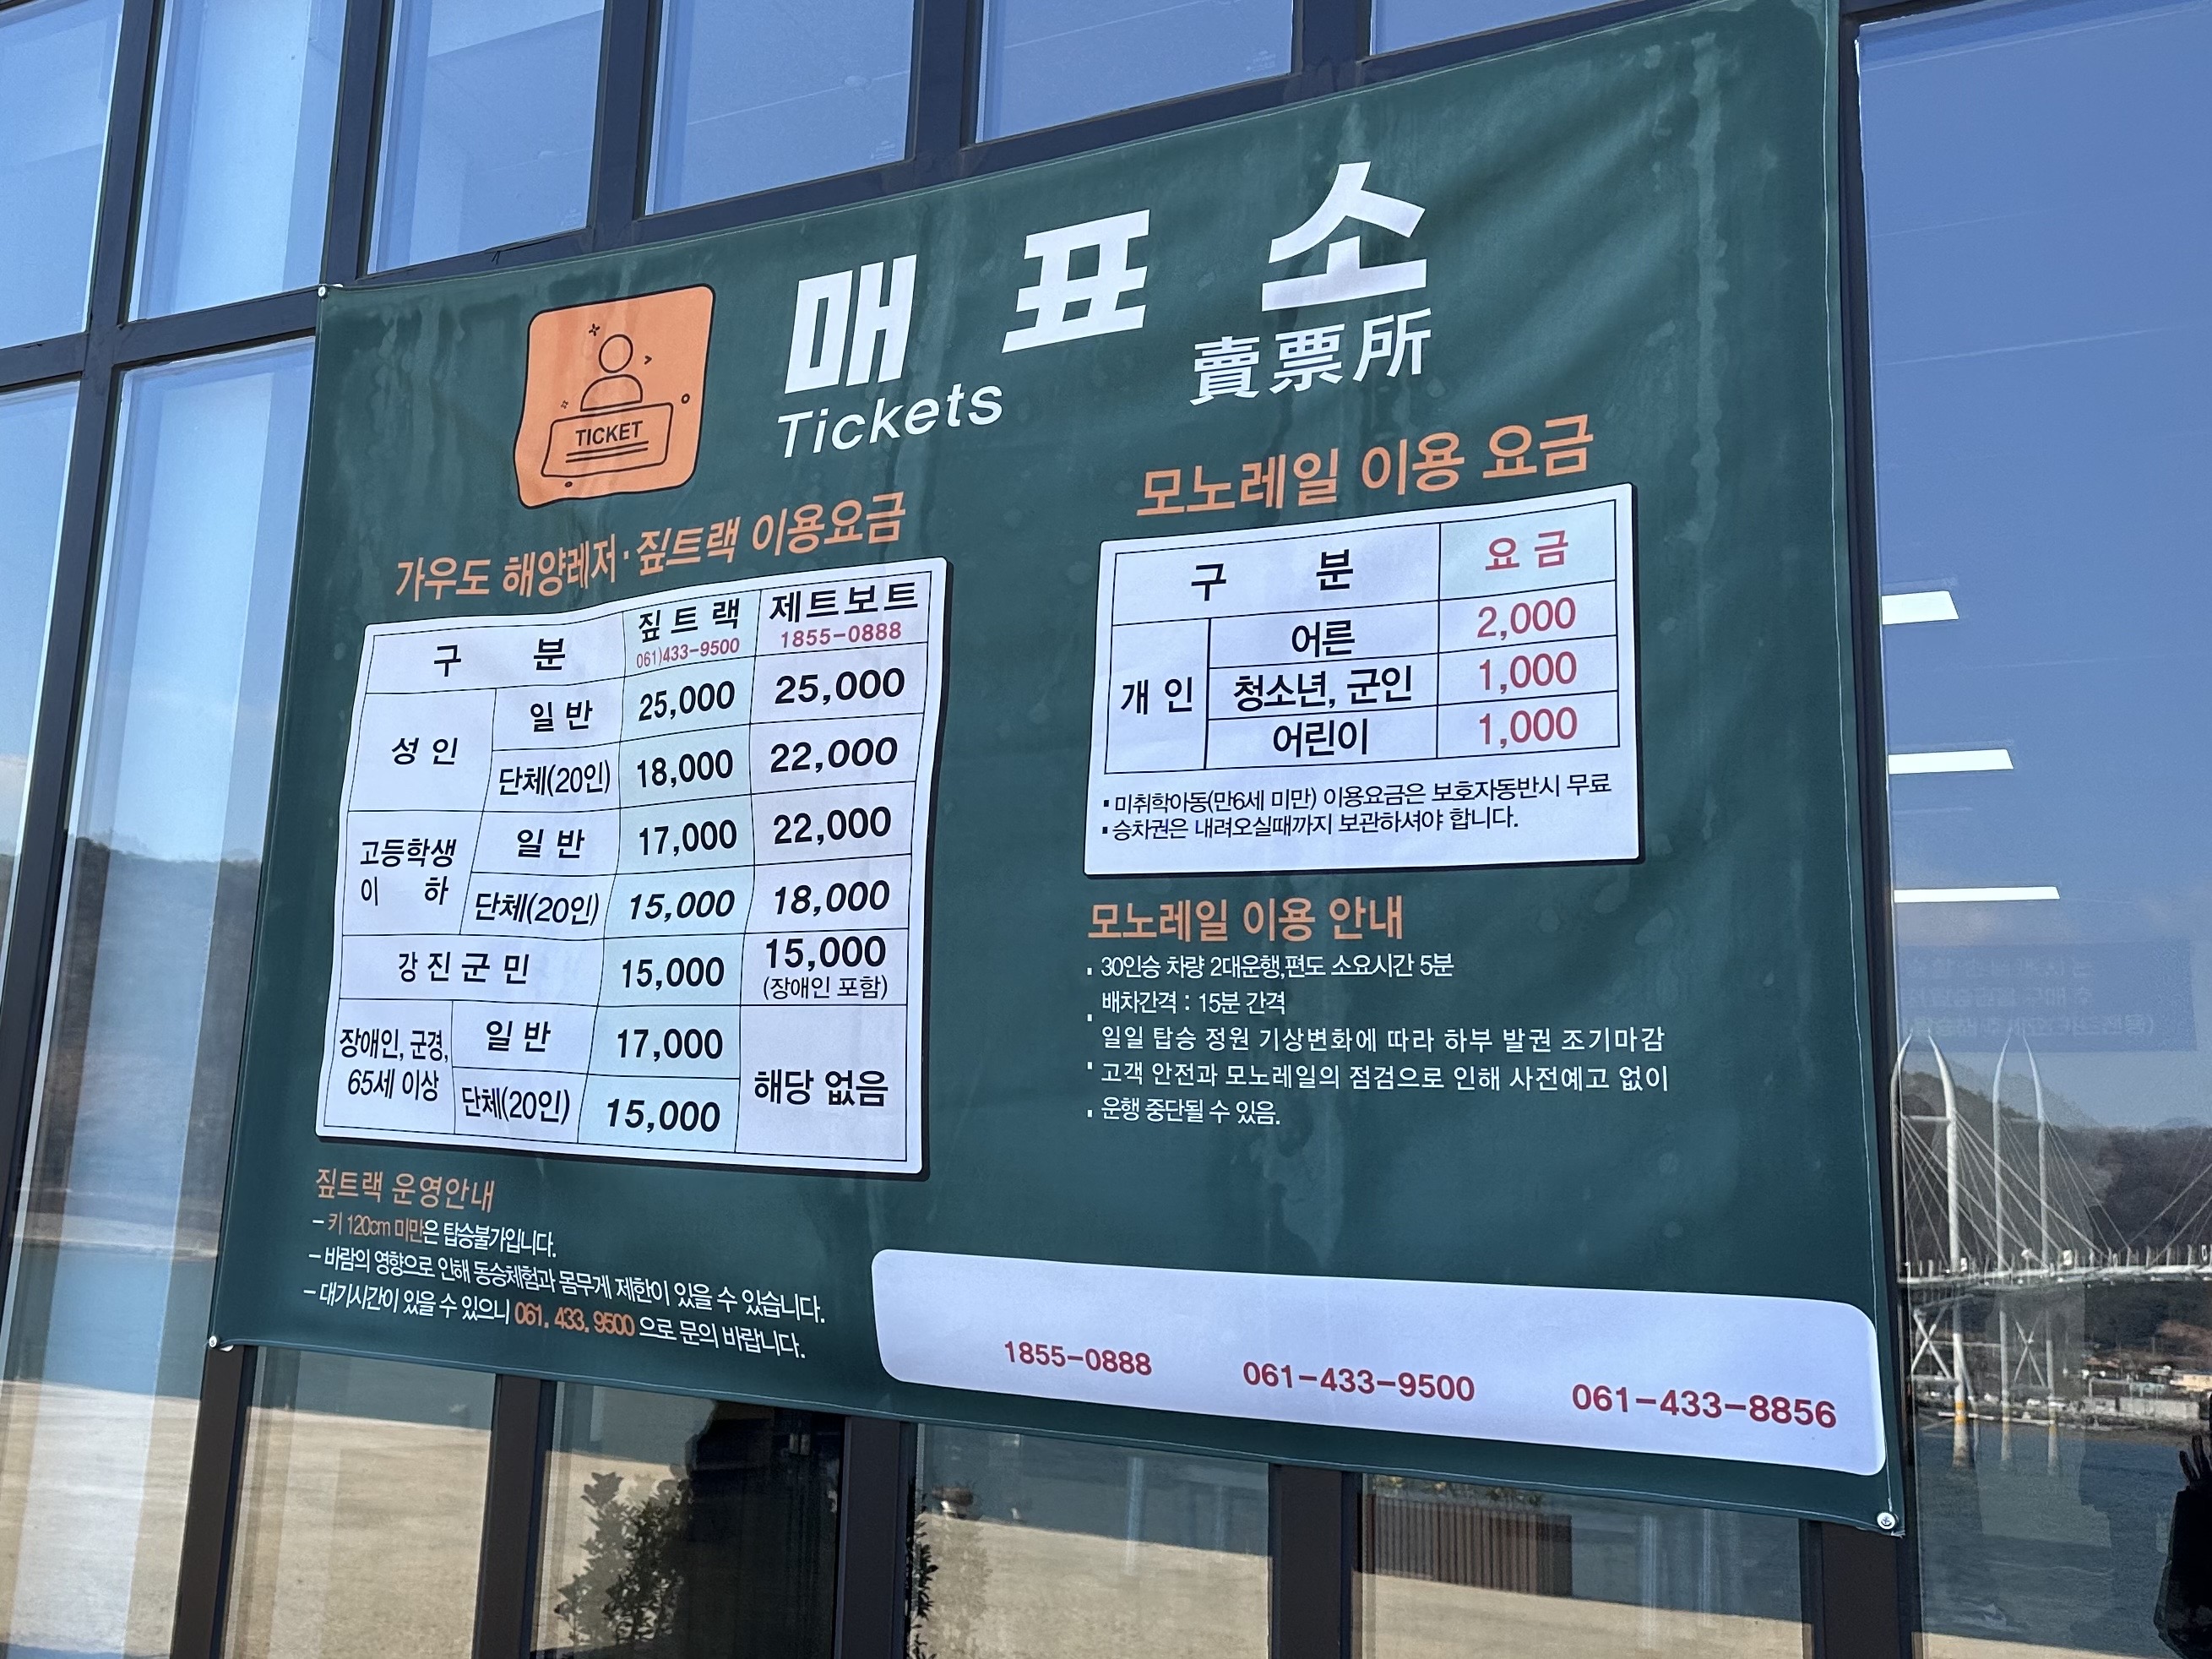 매 표 소
Tickets 賣票所
TICKET
가우도 해양레저·짚트랙 이용요금
구 분 짚트랙 제트보트
061)433-9500 1855-0888
성 인 일 반 25,000 25,000
단체(20인) 18,000 22,000
고등학생 이 하 일 반 17,000 22,000
단체(20인) 15,000 18,000
강 진 군 민 15,000 15,000
(장애인 포함)
장애인, 군경, 65세 이상 일 반 17,000 해당 없음
단체(20인) 15,000
짚트랙 운영안내
- 키 120cm 미만은 탑승불가입니다.
- 바람의 영향으로 인해 동승체험과 몸무게 제한이 있을 수 있습니다.
- 대기시간이 있을 수 있으니 061. 433. 9500 으로 문의 바랍니다.
모노레일 이용 요금
구 분 요 금
개 인 어른 2,000
청소년, 군인 1,000
어린이 1,000
▪ 미취학아동(만6세 미만) 이용요금은 보호자동반시 무료
▪ 승차권은 내려오실때까지 보관하셔야 합니다.
모노레일 이용 안내
▪ 30인승 차량 2대운행,편도 소요시간 5분
▪ 배차간격 : 15분 간격
일일 탑승 정원 기상변화에 따라 하부 발권 조기마감
▪ 고객 안전과 모노레일의 점검으로 인해 사전예고 없이
▪ 운행 중단될 수 있음.
1855-0888 061-433-9500 061-433-8856